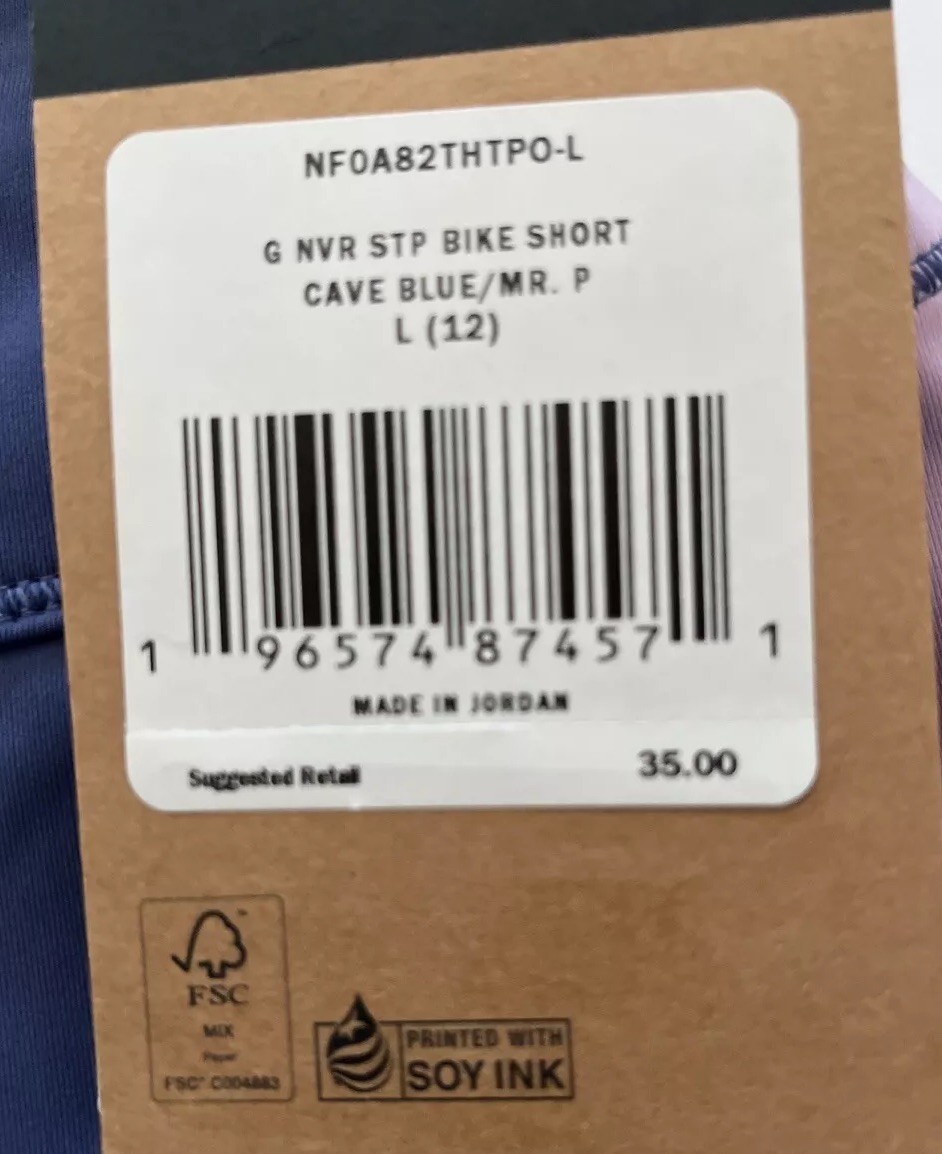 NF0A82THTPO-L
G NVR STP BIKE SHORT
CAVE BLUE/MR. P
L (12)
1 96574 87457 1
MADE IN JORDAN
Suggested Retail 35.00
FSC
MIX
Paper
FSC® C004883
PRINTED WITH
SOY INK